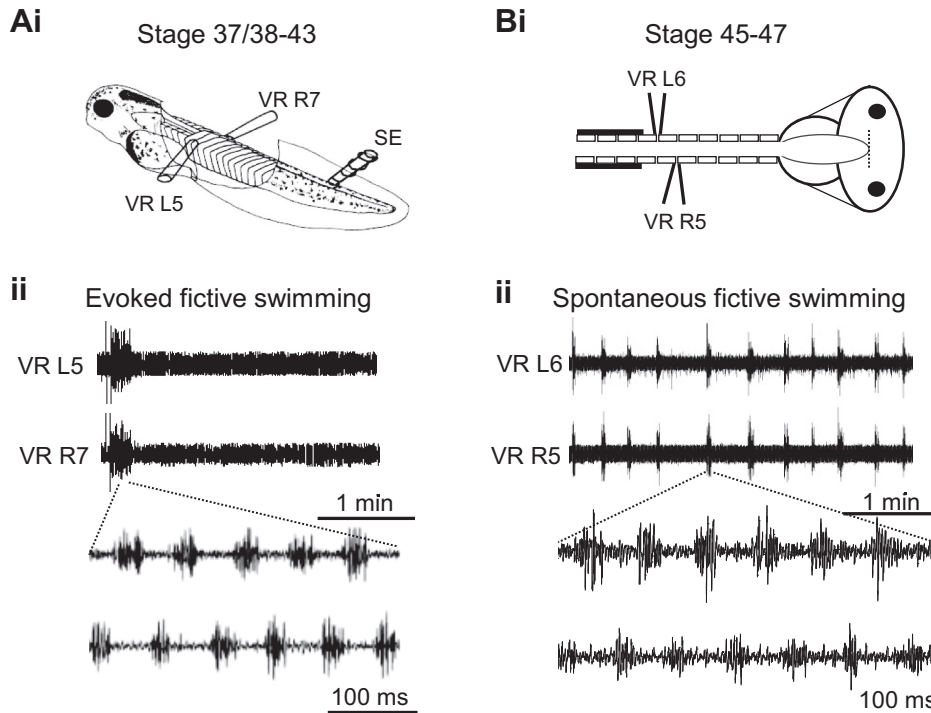 Ai
Stage 37/38-43
VR R7
SE
VR L5
ii
Evoked fictive swimming
VR L5
VR R7
1 min
100 ms
Bi
Stage 45-47
VR L6
VR R5
ii
Spontaneous fictive swimming
VR L6
VR R5
1 min
100 ms